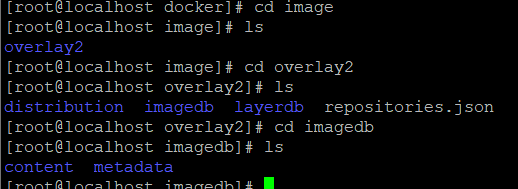 [root@localhost docker]# cd image
[root@localhost image]# ls
overlay2
[root@localhost image]# cd overlay2
[root@localhost overlay2]# ls
distribution  imagedb  layerdb  repositories.json
[root@localhost overlay2]# cd imagedb
[root@localhost imagedb]# ls
content  metadata
[root@localhost imagedb]#